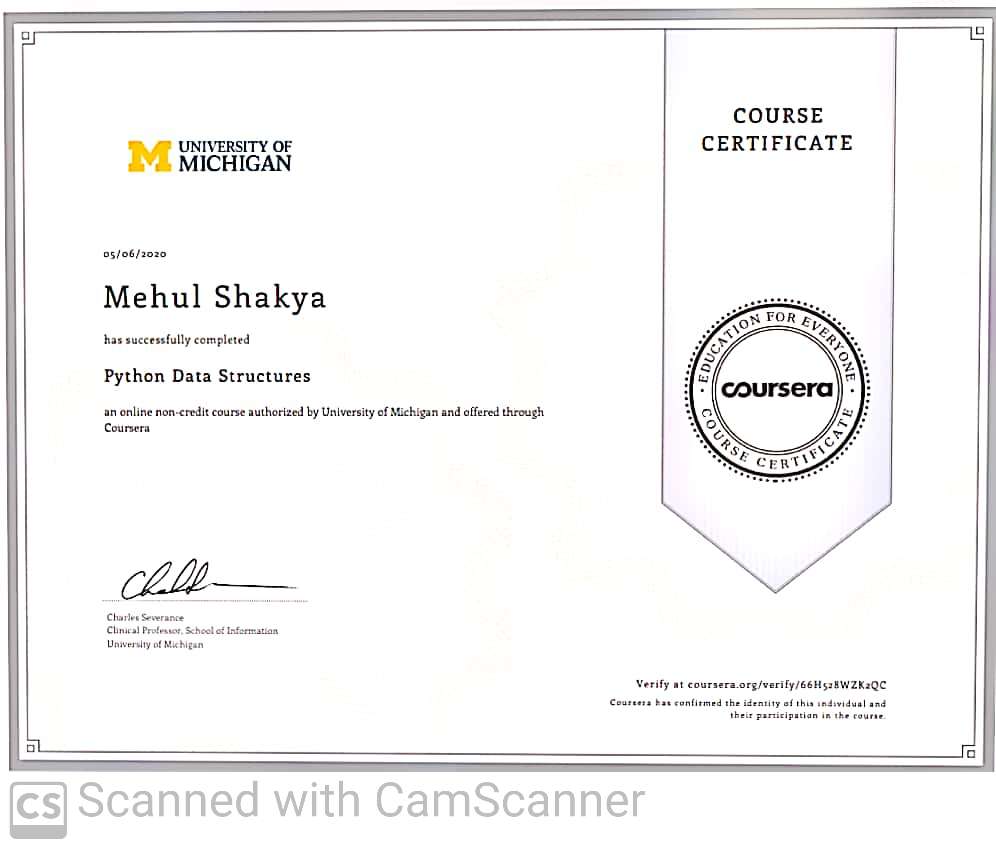 COURSE
CERTIFICATE
UNIVERSITY OF
MICHIGAN
05/06/2020
Mehul Shakya
has successfully completed
Python Data Structures
an online non-credit course authorized by University of Michigan and offered through
Coursera
EDUCATION FOR EVERYONE
coursera
COURSE CERTIFICATE
Charles Severance
Clinical Professor, School of Information
University of Michigan
Verify at coursera.org/verify/66H528WZK2QC
Coursera has confirmed the identity of this individual and
their participation in the course.
CS Scanned with CamScanner